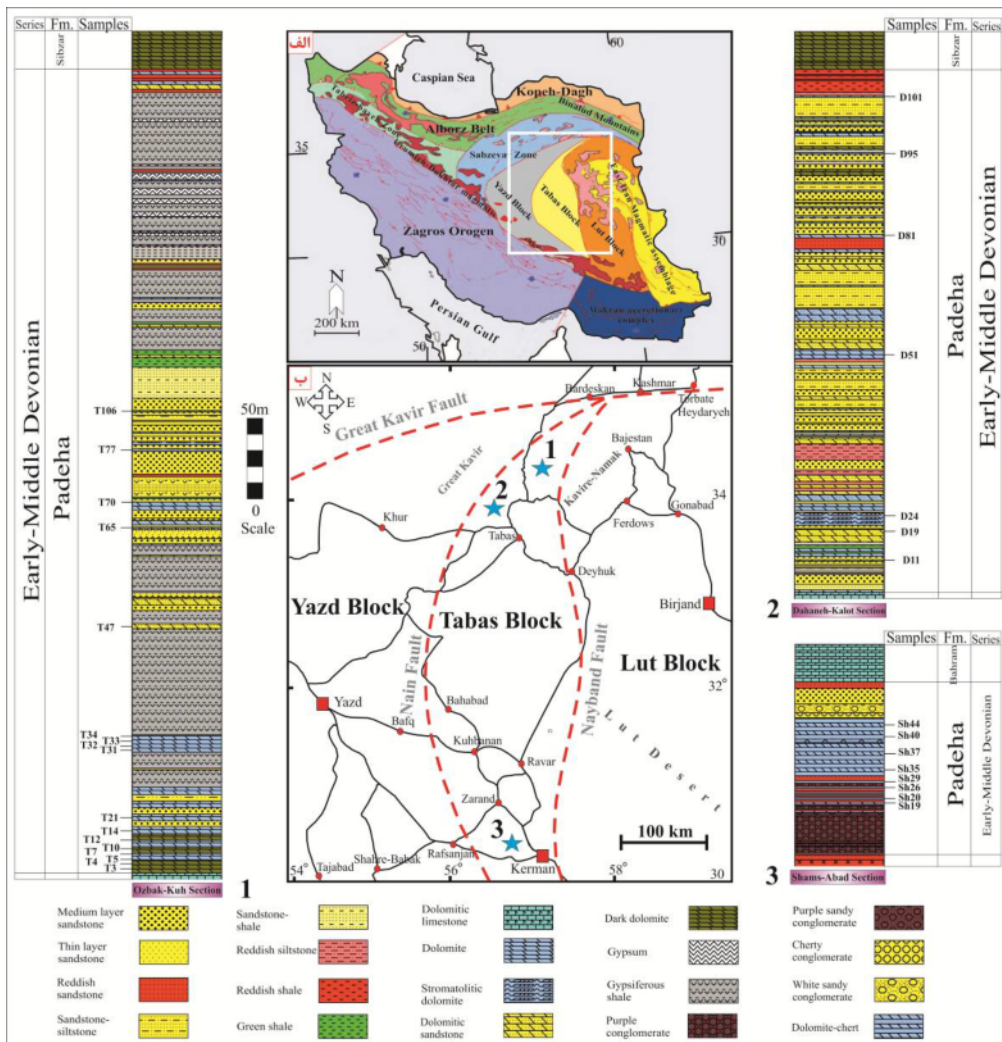 Series Fm. Samples
Sibzar
Early-Middle Devonian
Padeha
T106
T77
T70
T65
T47
T34
T33
T32
T31
T21
T14
T12
T10
T7
T5
T4
T3
Ozbak-Kuh Section
1
50m
0
Scale
الف
60
Caspian Sea
Kopeh-Dagh
Binalud Mountains
Alborz Belt
35
Sabzevar Zone
Yazd Block
Tabas Block
Lut Block
East Iran Magmatic assemblage
Zagros Orogen
30
N
200 km
Persian Gulf
50
Makran accretionary complex
ب
N
W E
S
Bardeskan
Kashmar
Torbate
Heydaryeh
Great Kavir Fault
Great Kavir
1
Bajestan
Kavire-Namak
2
34
Khur
Gonabad
Ferdows
Tabas
Deyhuk
Birjand
Yazd Block
Tabas Block
Lut Block
Nain Fault
Nayband Fault
32
Yazd
Bahabad
Bafq
Kuhbanan
Ravar
Lut Desert
Zarand
100 km
3
Rafsanjan
Kerman
Shahre-Babak
Tajabad
54°
56°
58
30
D101
D95
D81
D51
D24
D19
D11
Padeha
Early-Middle Devonian
2
Dahaneh-Kalot Section
Samples Fm. Series
Bahram
Sh44
Sh40
Sh37
Sh35
Sh29
Sh26
Sh20
Sh19
Padeha
Early-Middle Devonian
3
Shams-Abad Section
Medium layer
sandstone
Thin layer
sandstone
Reddish
sandstone
Sandstone-
siltstone
Sandstone-
shale
Reddish siltstone
Reddish shale
Green shale
Dolomitic
limestone
Dolomite
Stromatolitic
dolomite
Dolomitic
sandstone
Dark dolomite
Gypsum
Gypsiferous
shale
Purple
conglomerate
Purple sandy
conglomerate
Cherty
conglomerate
White sandy
conglomerate
Dolomite-chert